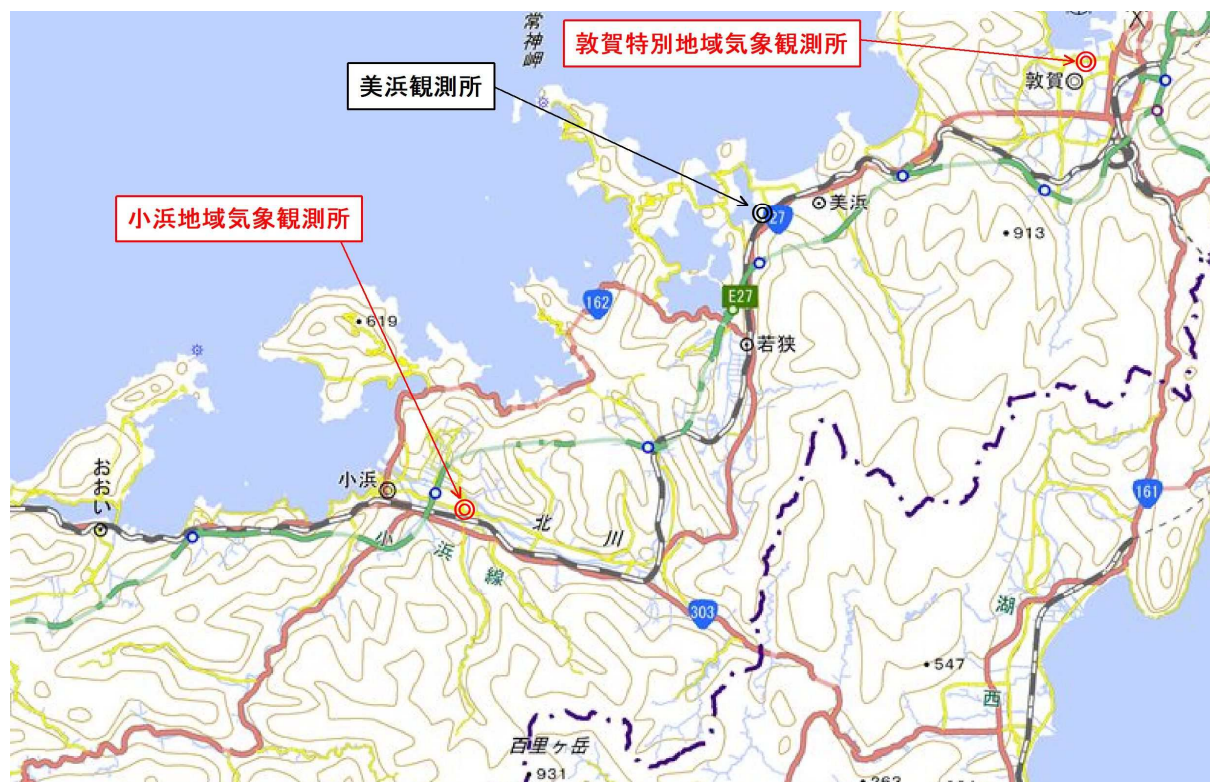 常神岬
敦賀特別地域気象観測所
敦賀
美浜観測所
美浜
27
913
小浜地域気象観測所
E27
162
619
若狭
おおい
小浜
161
北川
小浜線
303
湖西
547
百里ヶ岳
931